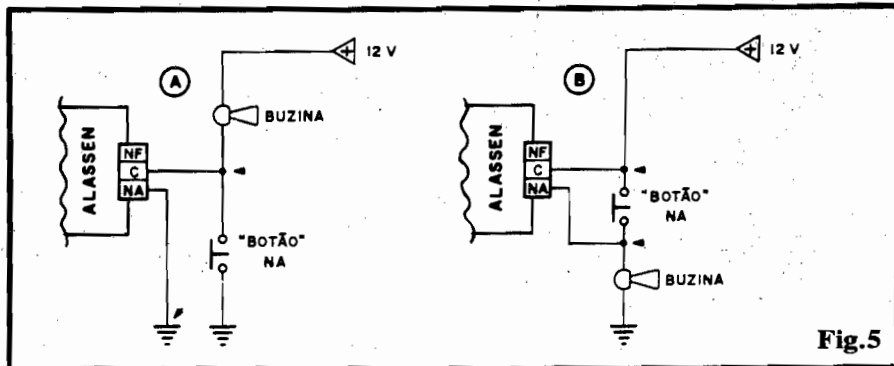 A
+ 12 V
BUZINA
ALASSEN
NF
C
NA
"BOTÃO"
NA
B
+ 12 V
ALASSEN
NF
C
NA
"BOTÃO"
NA
BUZINA
Fig.5